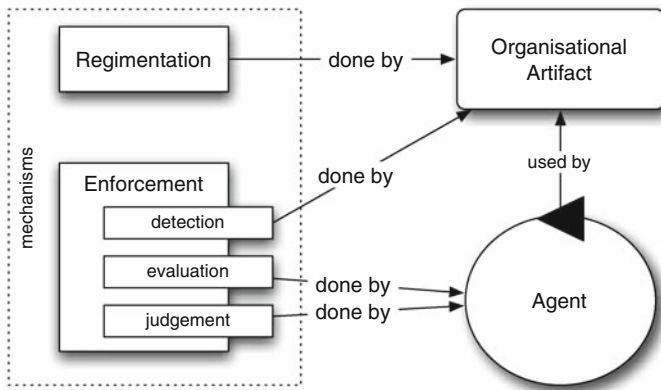 Regimentation
done by
Organisational
Artifact
mechanisms
Enforcement
detection
evaluation
judgement
done by
used by
done by
done by
Agent